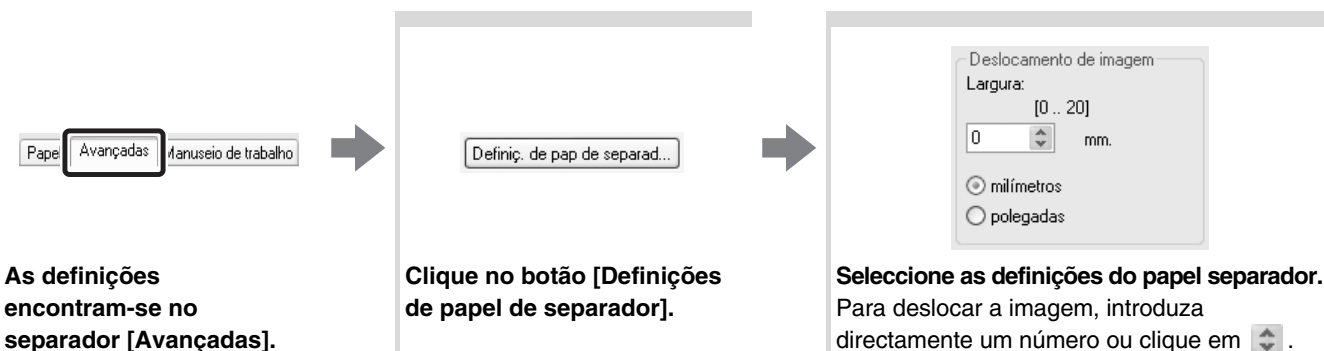 Pape
Avançadas
Manuseio de trabalho
As definições
encontram-se no
separador [Avançadas].
Definiç. de pap de separad...
Clique no botão [Definições
de papel de separador].
Deslocamento de imagem
Largura:
[0 .. 20]
0 mm.
milímetros
polegadas
Seleccione as definições do papel separador.
Para deslocar a imagem, introduza
directamente um número ou clique em .